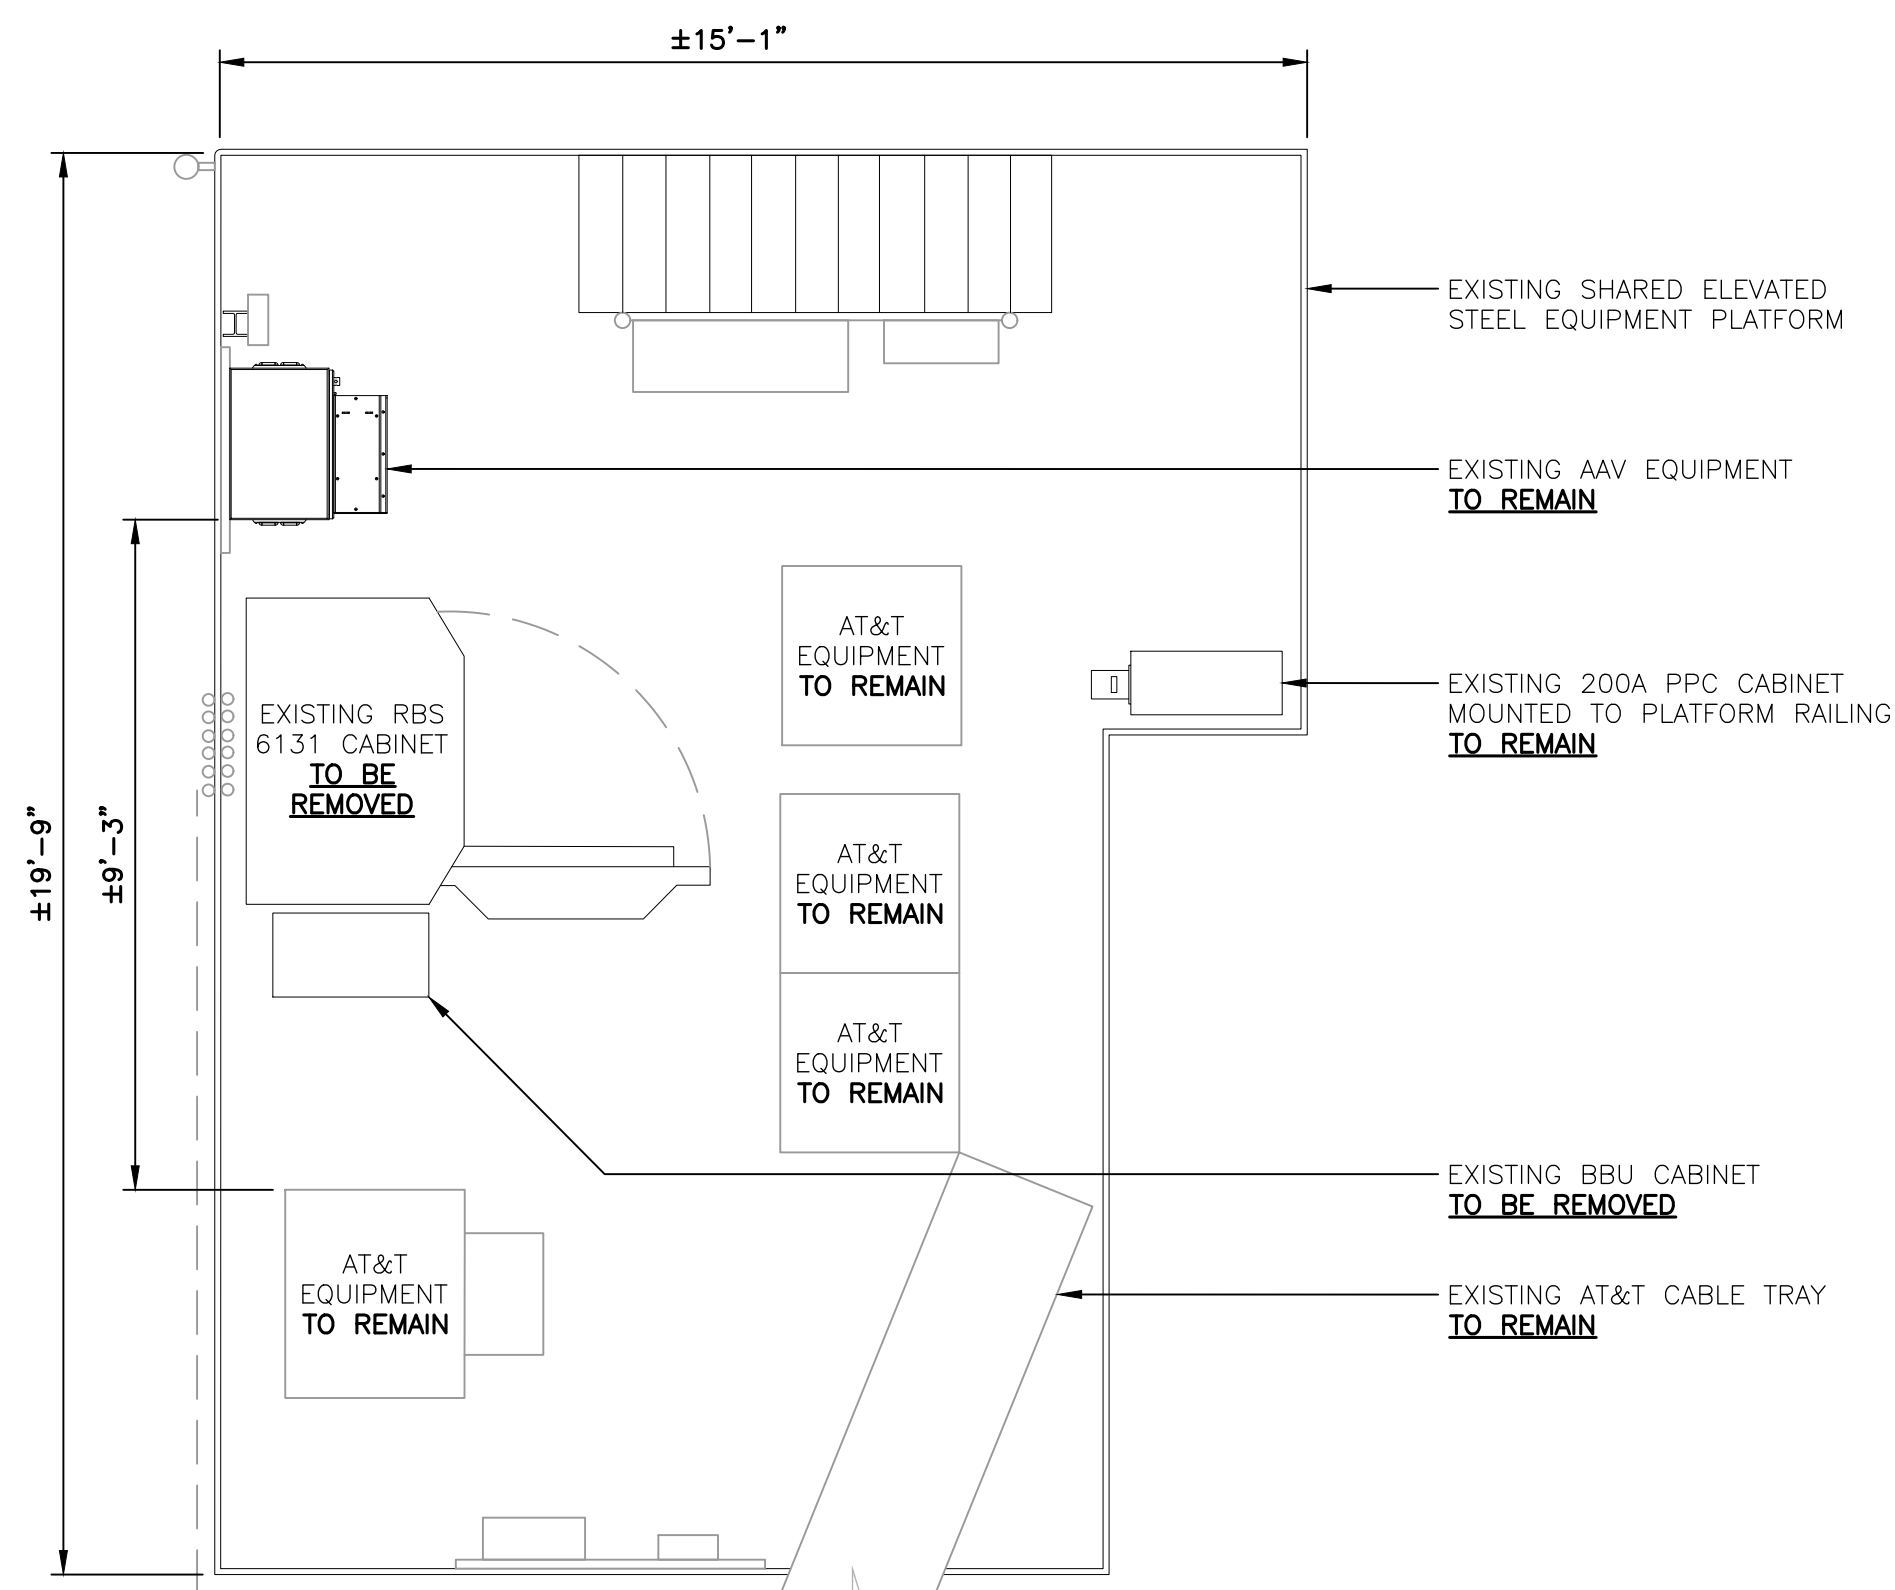 ±15'-1"
EXISTING SHARED ELEVATED
STEEL EQUIPMENT PLATFORM
EXISTING AAV EQUIPMENT
TO REMAIN
AT&T
EQUIPMENT
TO REMAIN
EXISTING 200A PPC CABINET
MOUNTED TO PLATFORM RAILING
TO REMAIN
EXISTING RBS
6131 CABINET
TO BE
REMOVED
±19'-9"
±9'-3"
AT&T
EQUIPMENT
TO REMAIN
AT&T
EQUIPMENT
TO REMAIN
EXISTING BBU CABINET
TO BE REMOVED
AT&T
EQUIPMENT
TO REMAIN
EXISTING AT&T CABLE TRAY
TO REMAIN